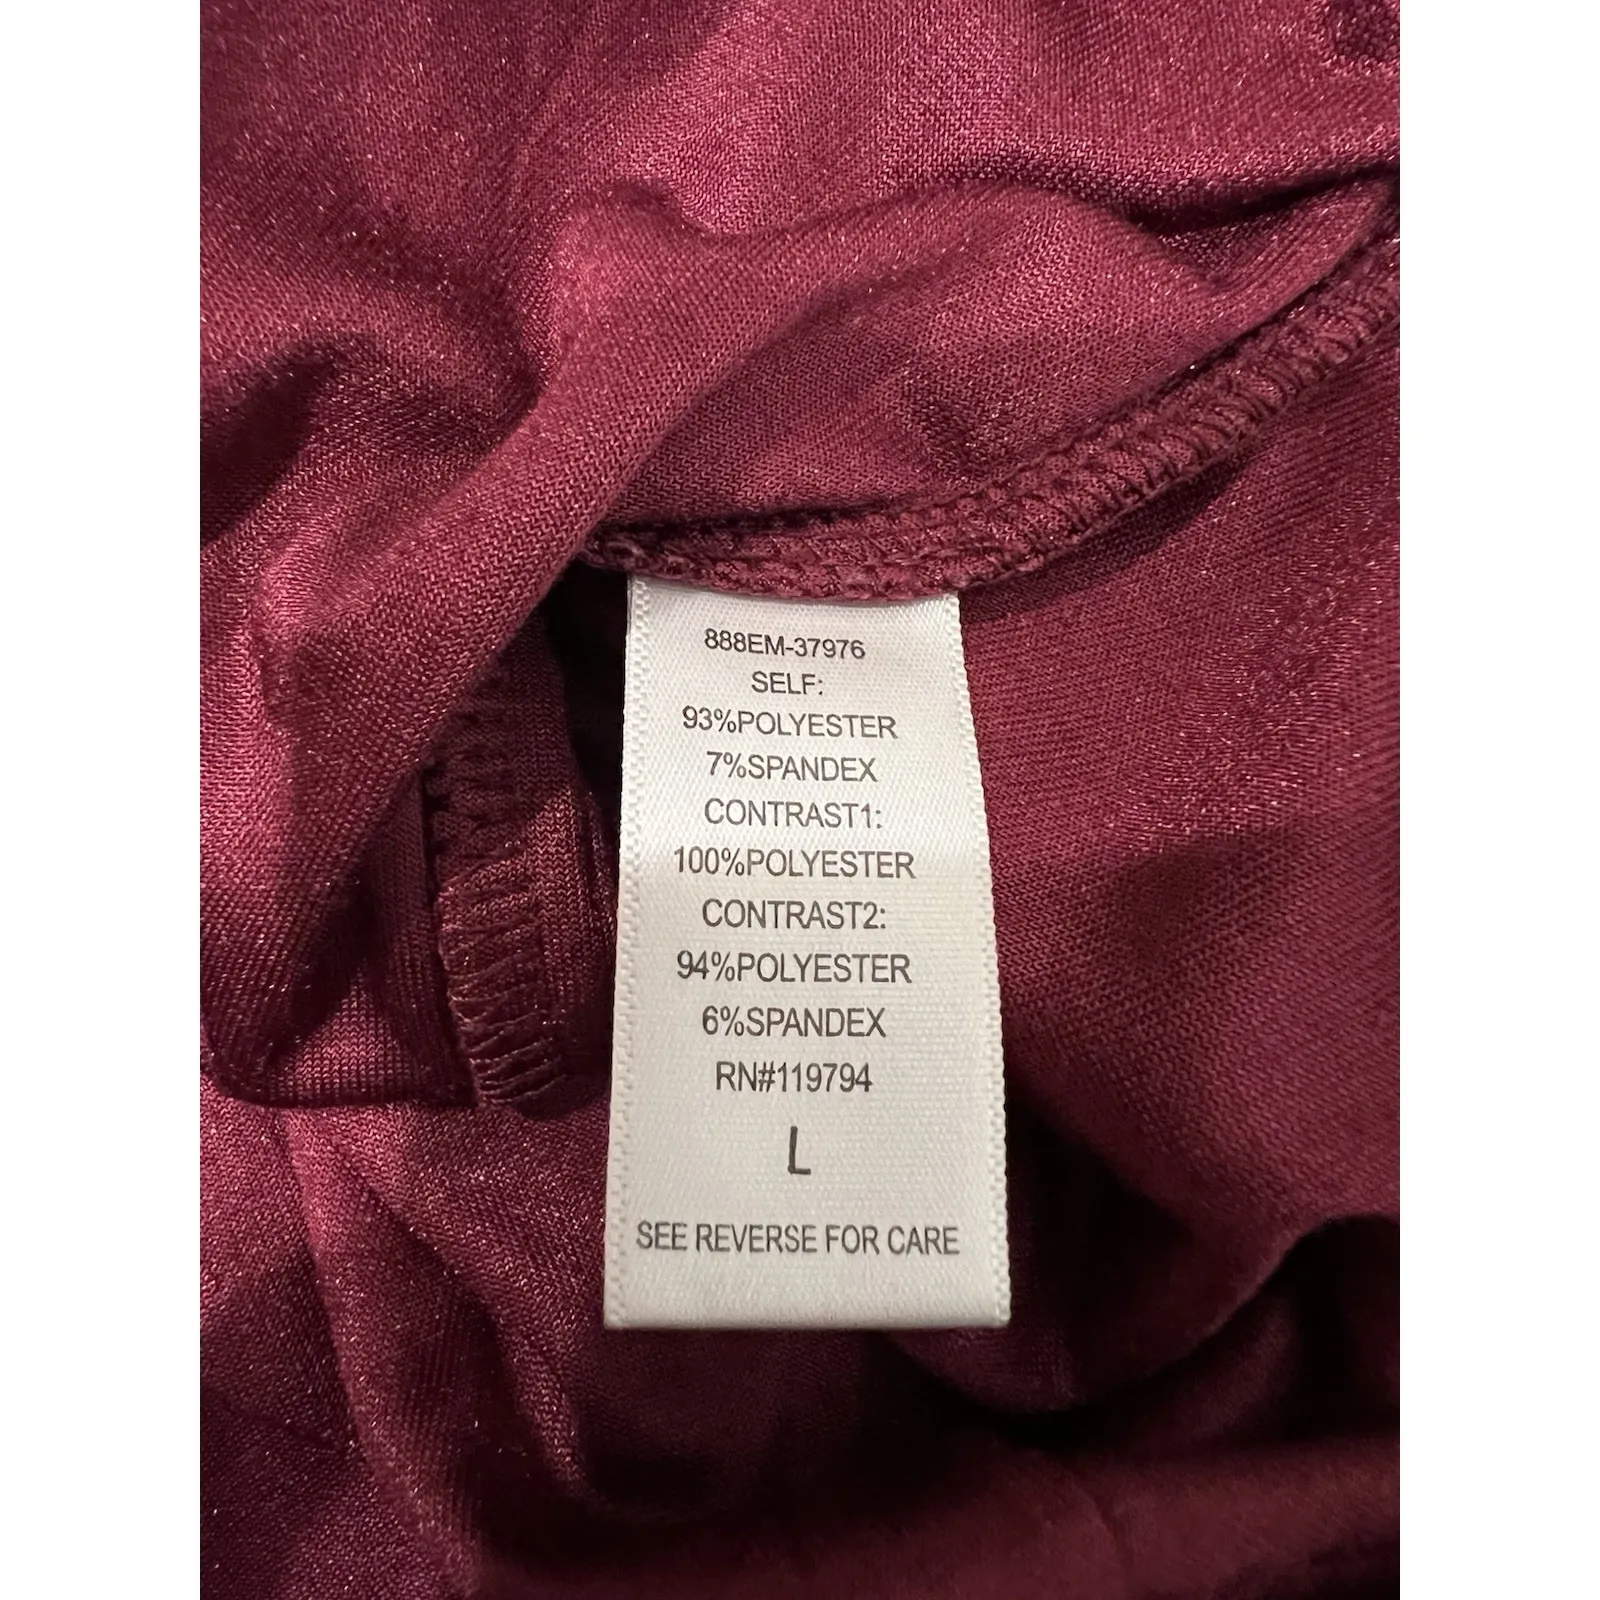 888EM-37976
SELF:
93%POLYESTER
7%SPANDEX
CONTRAST1:
100%POLYESTER
CONTRAST2:
94%POLYESTER
6%SPANDEX
RN#119794
L
SEE REVERSE FOR CARE